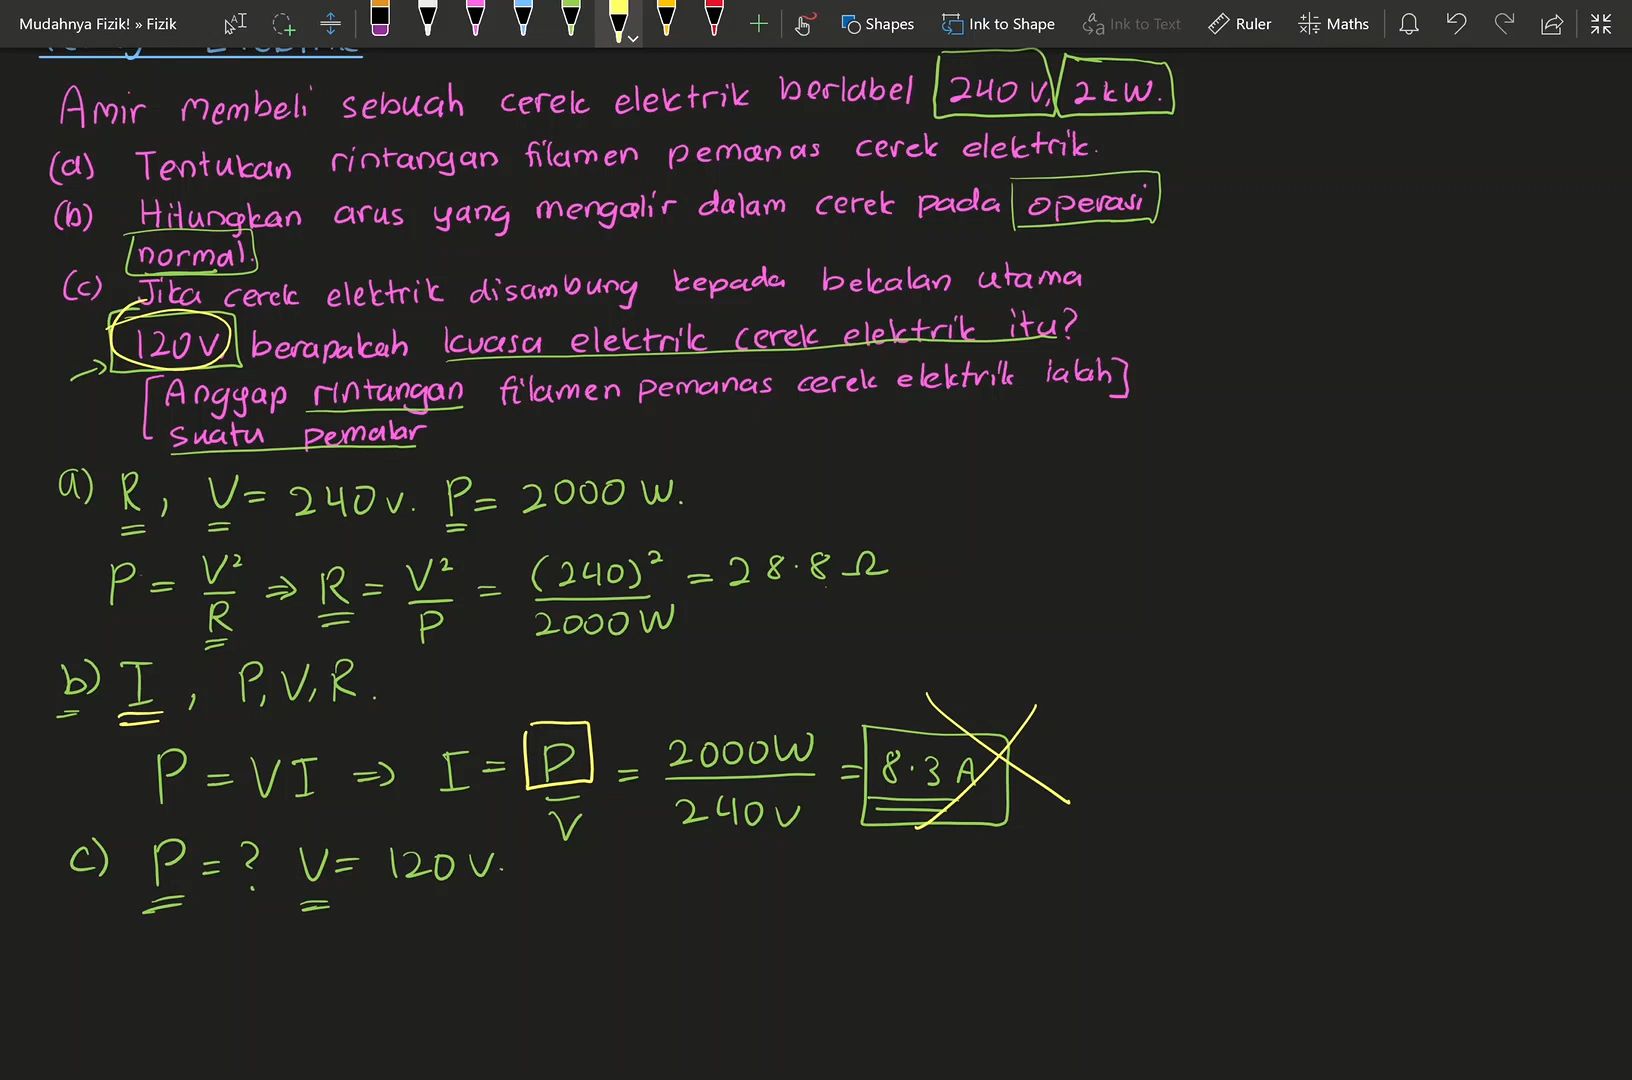 Mudahnya Fizik! » Fizik Shapes Ink to Shape Ink to Text Ruler Maths
Amir membeli sebuah cerek elektrik berlabel 240 V, 2 kW.
(a) Tentukan rintangan filamen pemanas cerek elektrik.
(b) Hitungkan arus yang mengalir dalam cerek pada operasi
normal.
(c) Jika cerek elektrik disambung kepada bekalan utama
120 V berapakah kuasa elektrik cerek elektrik itu?
[Anggap rintangan filamen pemanas cerek elektrik ialah]
suatu pemalar
a) R, V = 240 V. P = 2000 W.
P = V²/R ⇒ R = V²/P = (240)²/2000 W = 28.8 Ω
b) I, P, V, R.
P = VI ⇒ I = P/V = 2000 W/240 V = 8.3 A
c) P = ? V = 120 V.